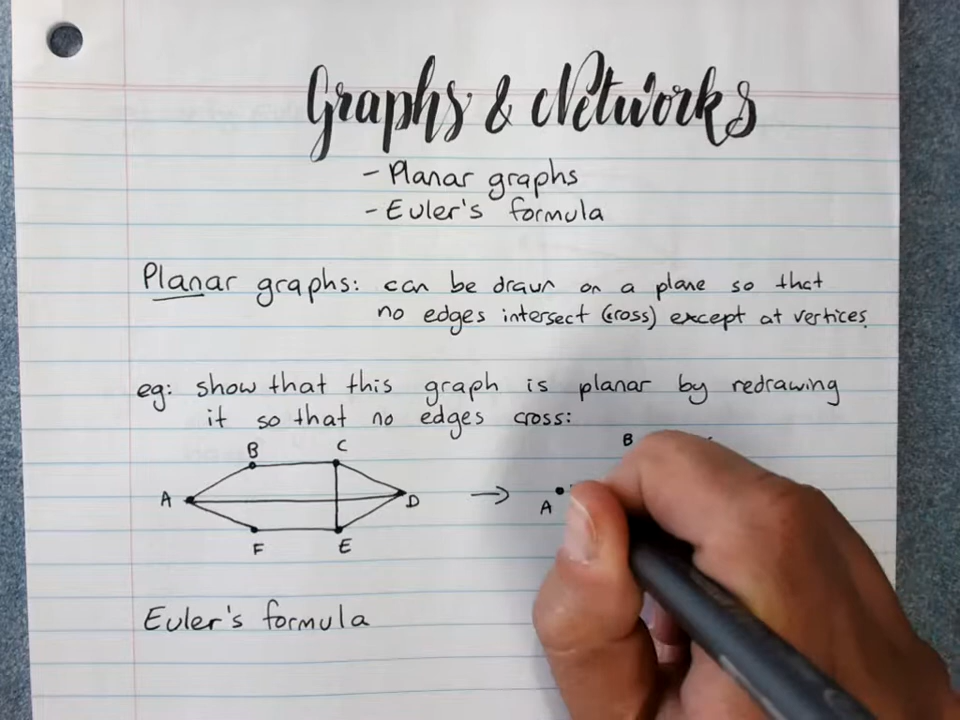 Graphs & Networks
- Planar graphs
- Euler's formula
Planar graphs: can be drawn on a plane so that
no edges intersect (cross) except at vertices.
eg: show that this graph is planar by redrawing
it so that no edges cross:
B C B
A D → A
F E
Euler's formula